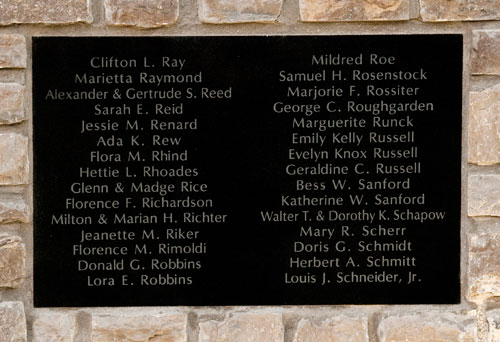 Clifton L. Ray
Marietta Raymond
Alexander & Gertrude S. Reed
Sarah E. Reid
Jessie M. Renard
Ada K. Rew
Flora M. Rhind
Hettie L. Rhoades
Glenn & Madge Rice
Florence F. Richardson
Milton & Marian H. Richter
Jeanette M. Riker
Florence M. Rimoldi
Donald G. Robbins
Lora E. Robbins
Mildred Roe
Samuel H. Rosenstock
Marjorie F. Rossiter
George C. Roughgarden
Marguerite Runck
Emily Kelly Russell
Evelyn Knox Russell
Geraldine C. Russell
Bess W. Sanford
Katherine W. Sanford
Walter T. & Dorothy K. Schapow
Mary R. Scherr
Doris G. Schmidt
Herbert A. Schmitt
Louis J. Schneider, Jr.